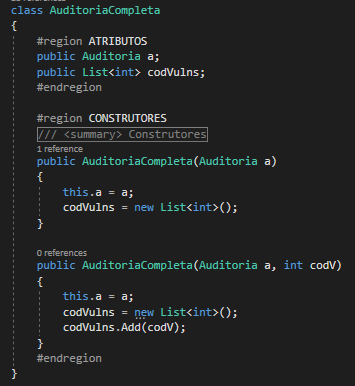 class AuditoriaCompleta
{
#region ATRIBUTOS
public Auditoria a;
public List<int> codVulns;
#endregion
#region CONSTRUTORES
/// <summary> Construtores
1 reference
public AuditoriaCompleta(Auditoria a)
{
this.a = a;
codVulns = new List<int>();
}
0 references
public AuditoriaCompleta(Auditoria a, int codV)
{
this.a = a;
codVulns = new List<int>();
codVulns.Add(codV);
}
#endregion
}